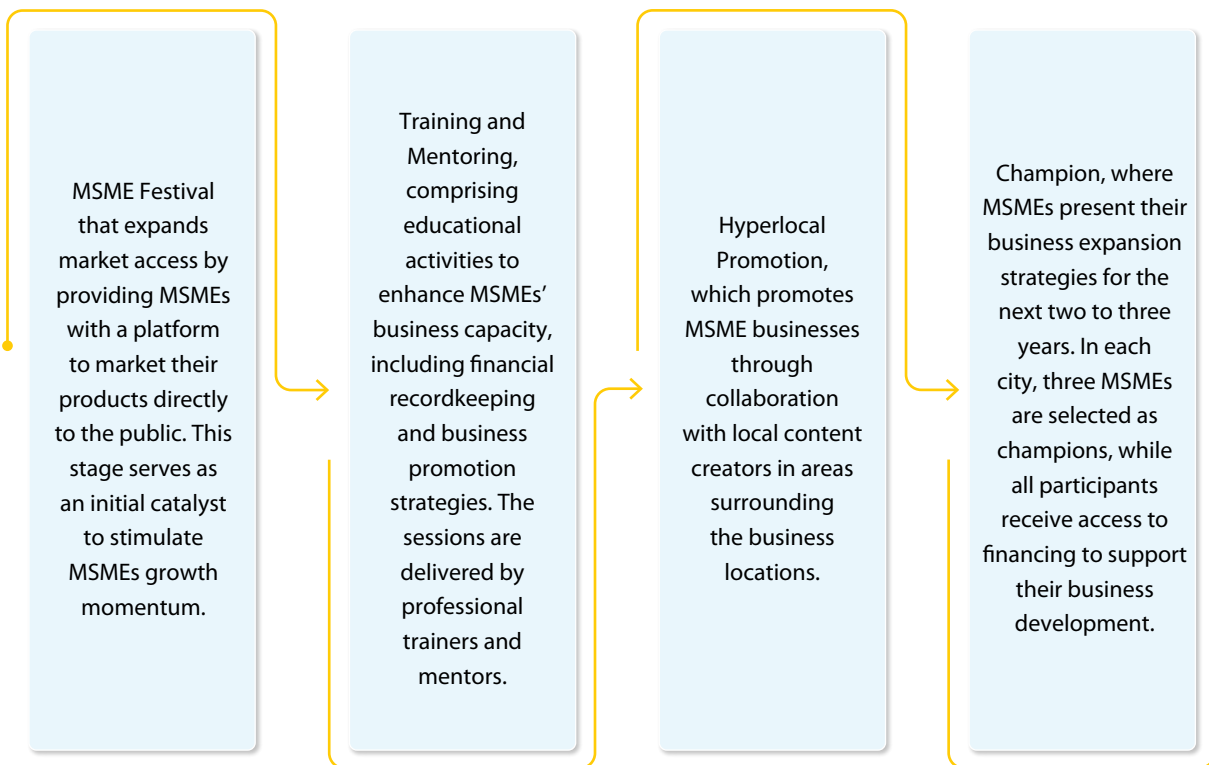 MSME Festival
that expands
market access by
providing MSMEs
with a platform
to market their
products directly
to the public. This
stage serves as
an initial catalyst
to stimulate
MSMEs growth
momentum.
Training and
Mentoring,
comprising
educational
activities to
enhance MSMEs’
business capacity,
including financial
recordkeeping
and business
promotion
strategies. The
sessions are
delivered by
professional
trainers and
mentors.
Hyperlocal
Promotion,
which promotes
MSME businesses
through
collaboration
with local content
creators in areas
surrounding
the business
locations.
Champion, where
MSMEs present their
business expansion
strategies for the
next two to three
years. In each
city, three MSMEs
are selected as
champions, while
all participants
receive access to
financing to support
their business
development.